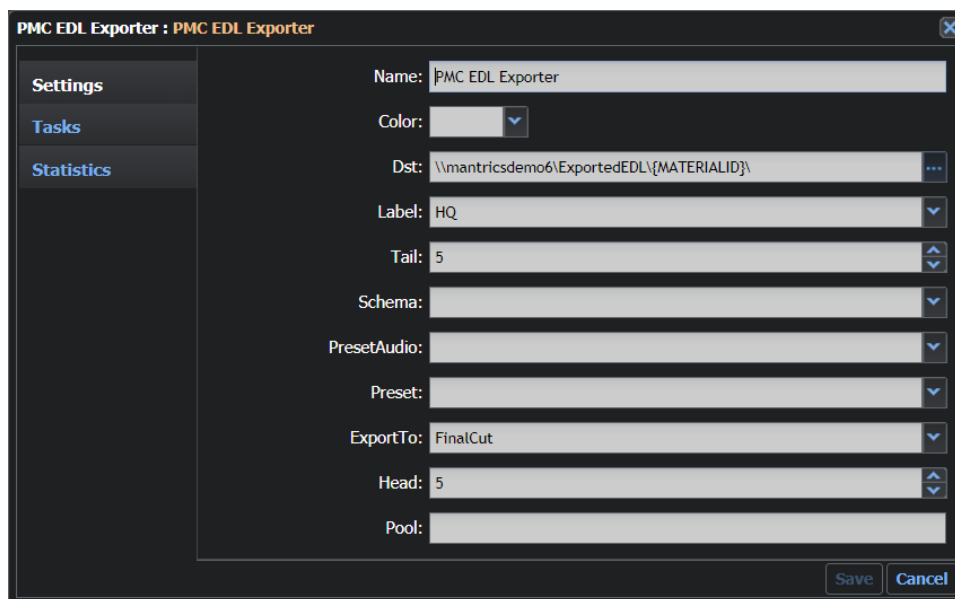 PMC EDL Exporter : PMC EDL Exporter
Settings
Tasks
Statistics
Name: PMC EDL Exporter
Color:
Dst: \\mantricsdemo6\ExportedEDL\{MATERIALID}\
...
Label: HQ
Tail: 5
Schema:
PresetAudio:
Preset:
ExportTo: FinalCut
Head: 5
Pool:
Save Cancel